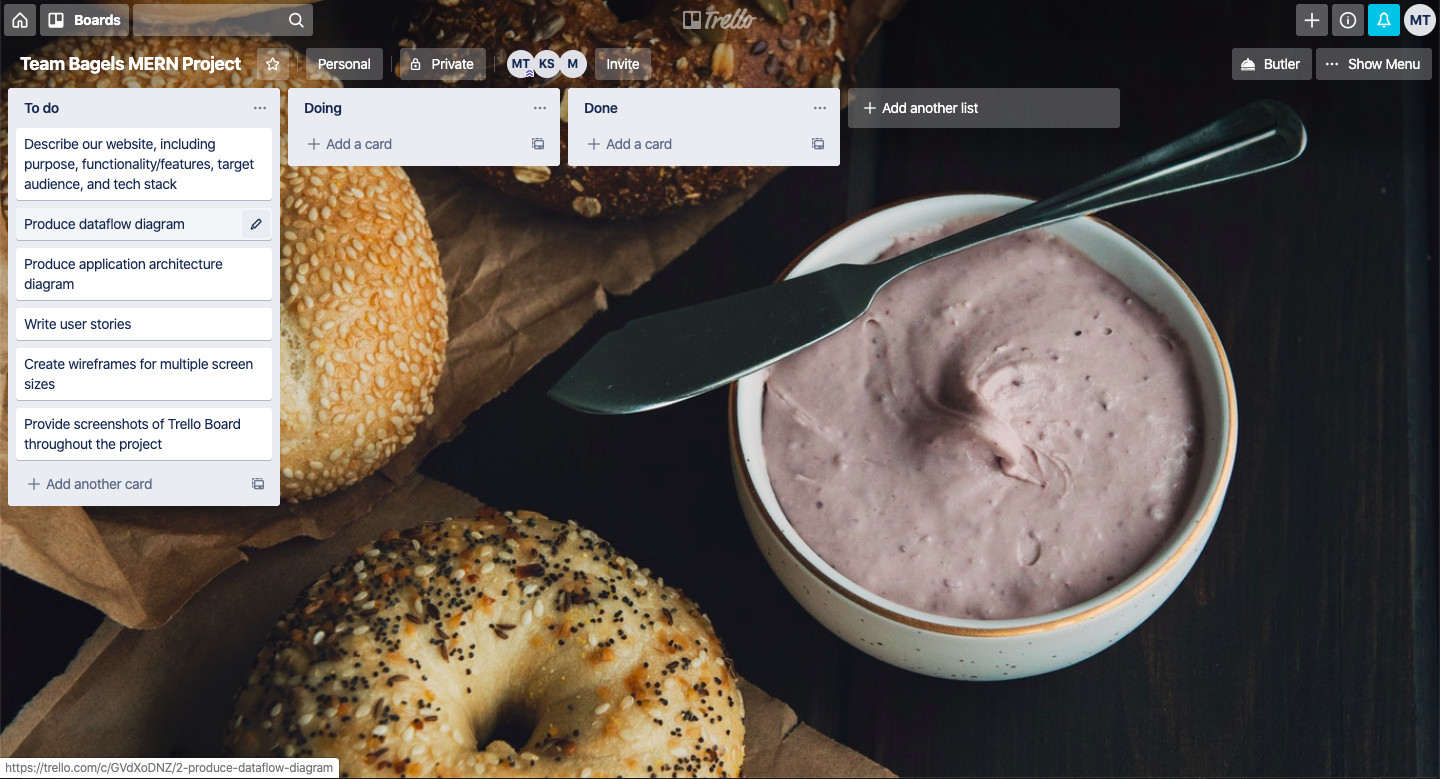 Boards
Trello
MT
Team Bagels MERN Project
Personal
Private
MT KS M
Invite
Butler
Show Menu
To do
Describe our website, including
purpose, functionality/features, target
audience, and tech stack
Produce dataflow diagram
Produce application architecture
diagram
Write user stories
Create wireframes for multiple screen
sizes
Provide screenshots of Trello Board
throughout the project
Add another card
Doing
Add a card
Done
Add a card
Add another list
https://trello.com/c/GVdXoDNZ/2-produce-dataflow-diagram